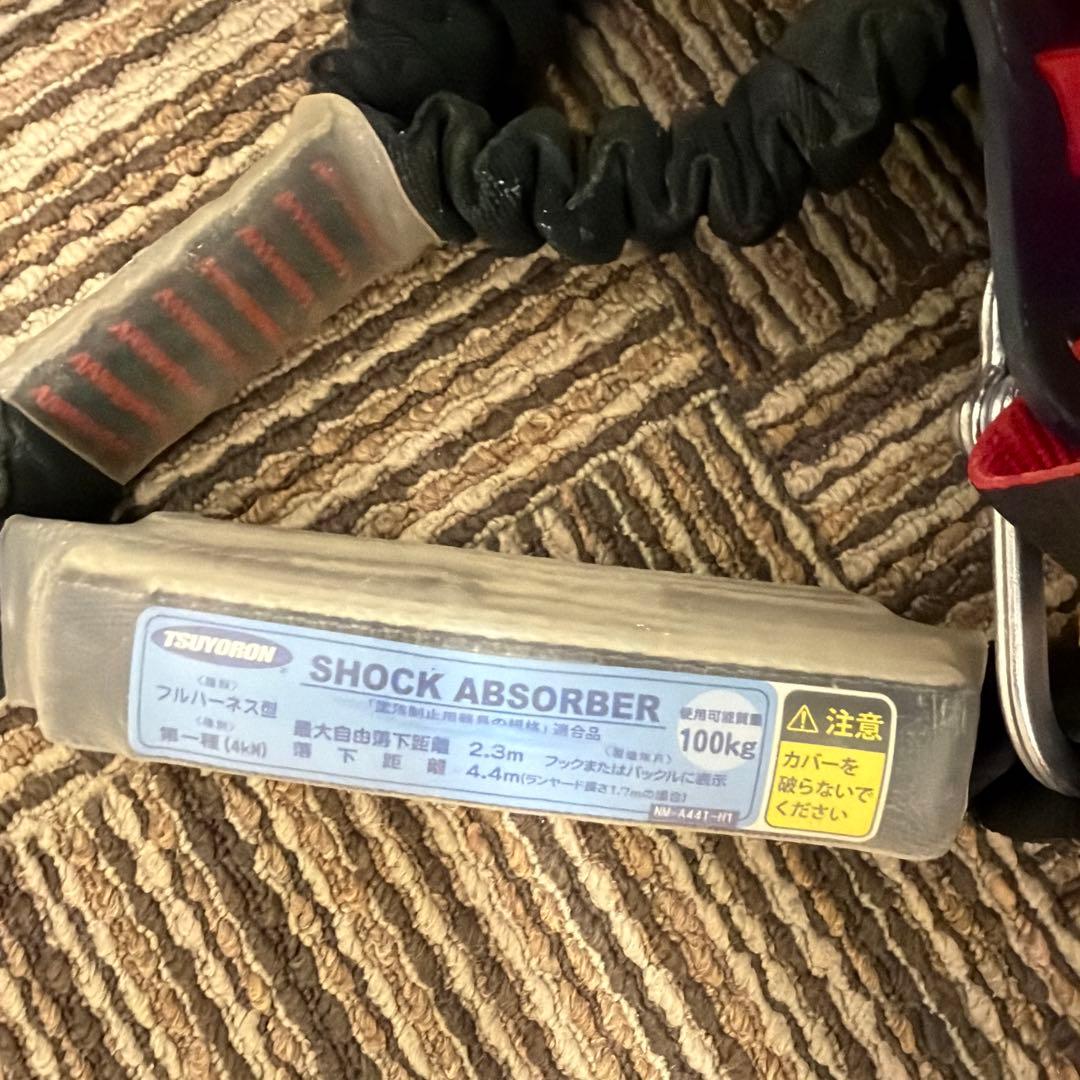 TSUYORON
SHOCK ABSORBER
「墜落制止用器具の規格」適合品
〈種類〉
フルハーネス型
〈種別〉
第一種(4kN)
最大自由落下距離 2.3m
落下距離 4.4m(ランヤード長さ1.7mの場合)
〈製造年月〉
フックまたはバックルに表示
使用可能質量
100kg
NM-A44T-H1
注意
カバーを
破らないで
ください